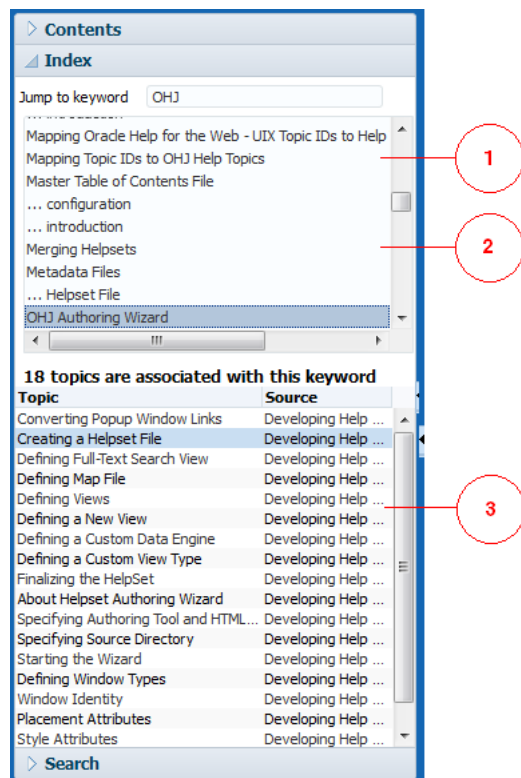 Contents
Index
Jump to keyword OHJ
Mapping Oracle Help for the Web - UIX Topic IDs to Help
Mapping Topic IDs to OHJ Help Topics
Master Table of Contents File
... configuration
... introduction
Merging Helpsets
Metadata Files
... Helpset File
OHJ Authoring Wizard
1
2
18 topics are associated with this keyword
Topic Source
Converting Popup Window Links Developing Help ...
Creating a Helpset File Developing Help ...
Defining Full-Text Search View Developing Help ...
Defining Map File Developing Help ...
Defining Views Developing Help ...
Defining a New View Developing Help ...
Defining a Custom Data Engine Developing Help ...
Defining a Custom View Type Developing Help ...
Finalizing the HelpSet Developing Help ...
About Helpset Authoring Wizard Developing Help ...
Specifying Authoring Tool and HTML... Developing Help ...
Specifying Source Directory Developing Help ...
Starting the Wizard Developing Help ...
Defining Window Types Developing Help ...
Window Identity Developing Help ...
Placement Attributes Developing Help ...
Style Attributes Developing Help ...
3
Search